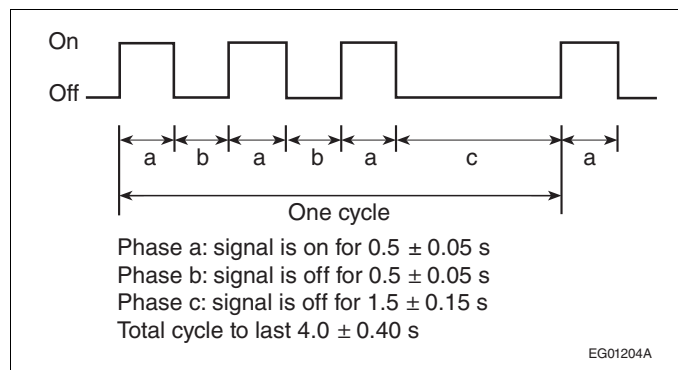 On
Off
a b a b a c a
One cycle
Phase a: signal is on for 0.5 ± 0.05 s
Phase b: signal is off for 0.5 ± 0.05 s
Phase c: signal is off for 1.5 ± 0.15 s
Total cycle to last 4.0 ± 0.40 s
EG01204A